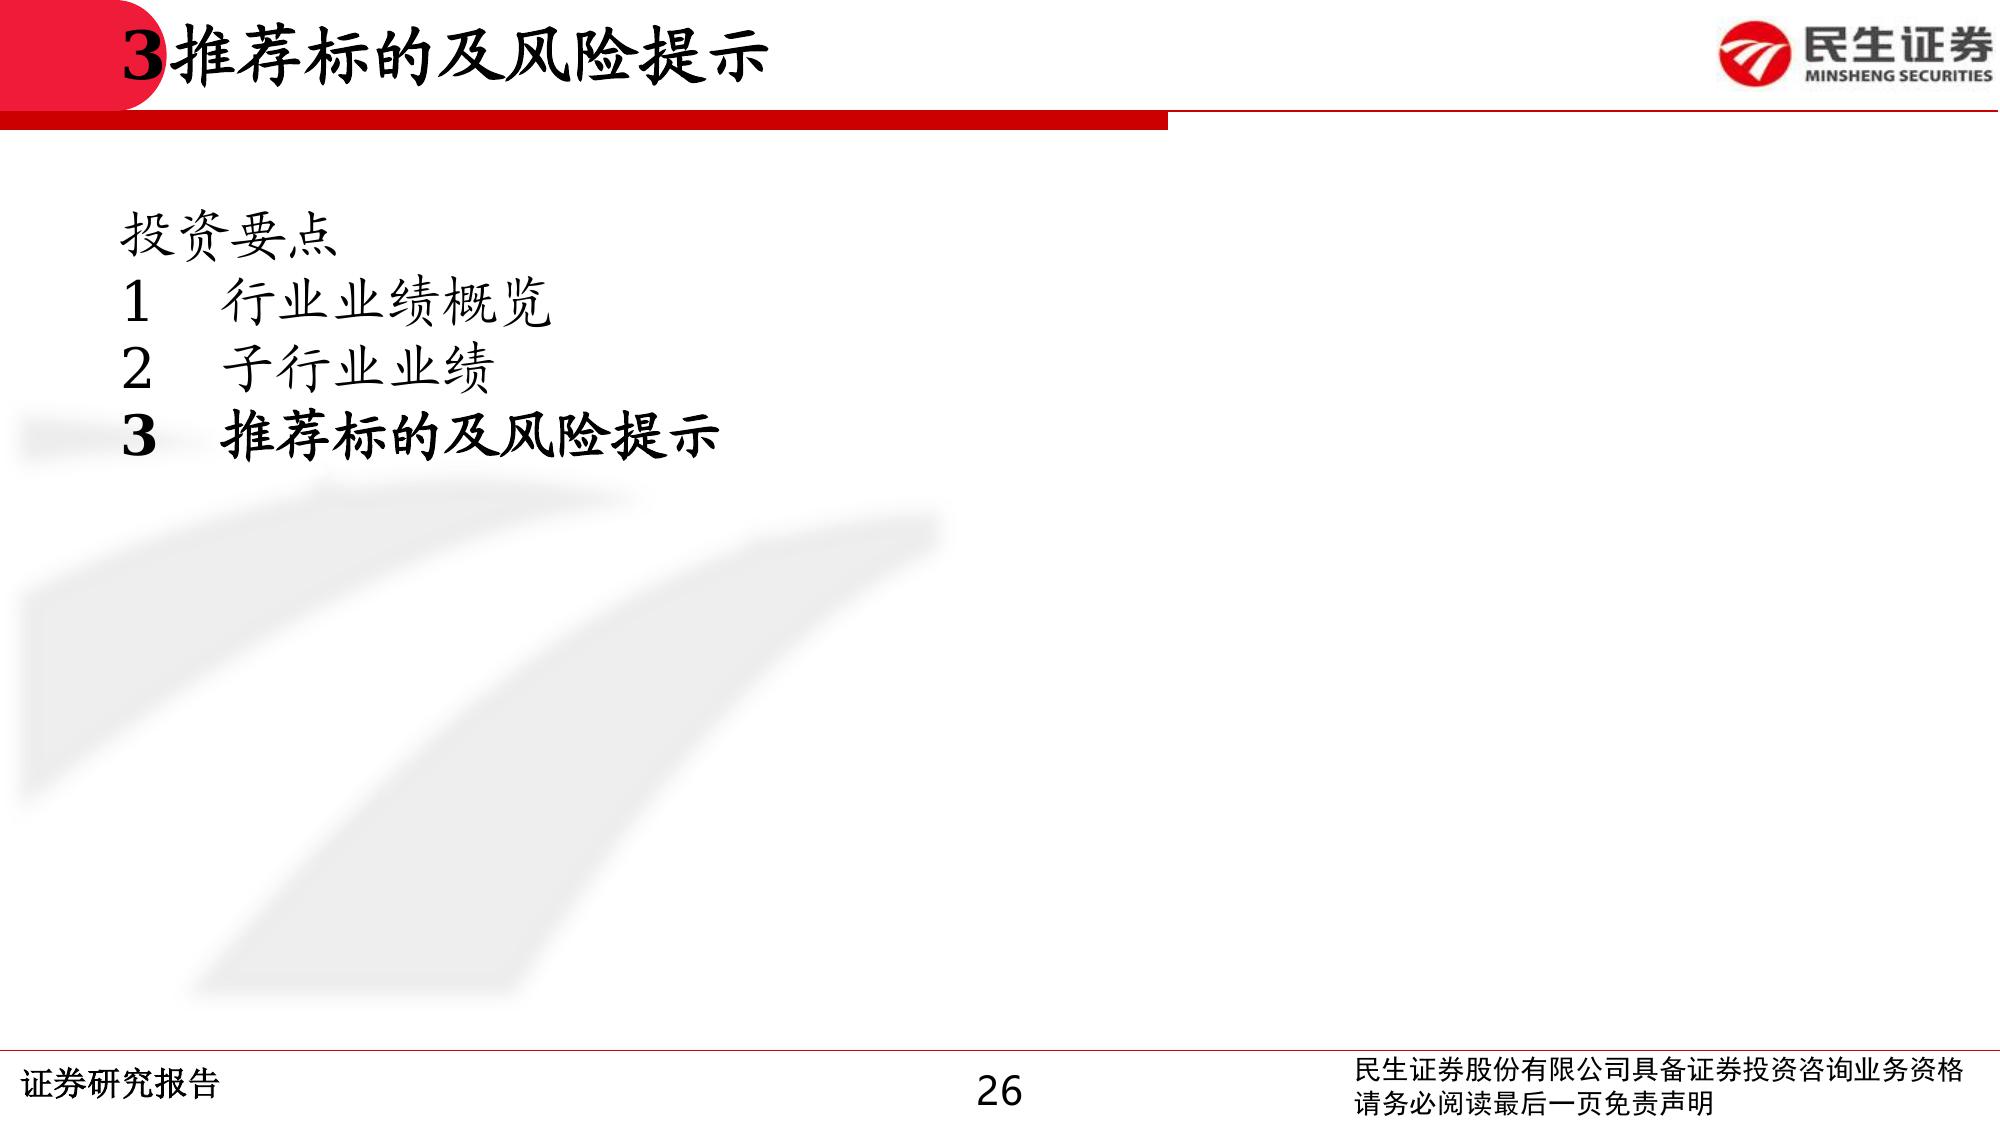 3推荐标的及风险提示
民生证券
MINSHENG SECURITIES
投资要点
1 行业业绩概览
2 子行业业绩
3 推荐标的及风险提示
证券研究报告
26
民生证券股份有限公司具备证券投资咨询业务资格
请务必阅读最后一页免责声明